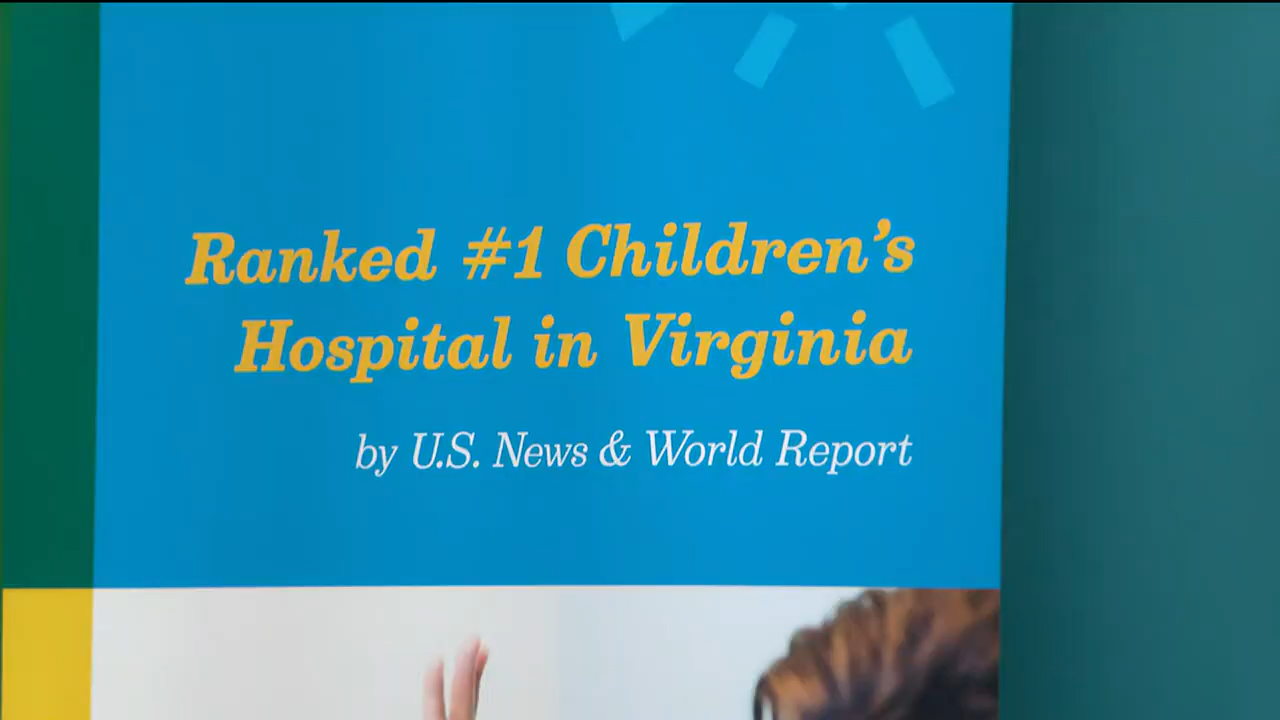 Ranked #1 Children's
Hospital in Virginia
by U.S. News & World Report